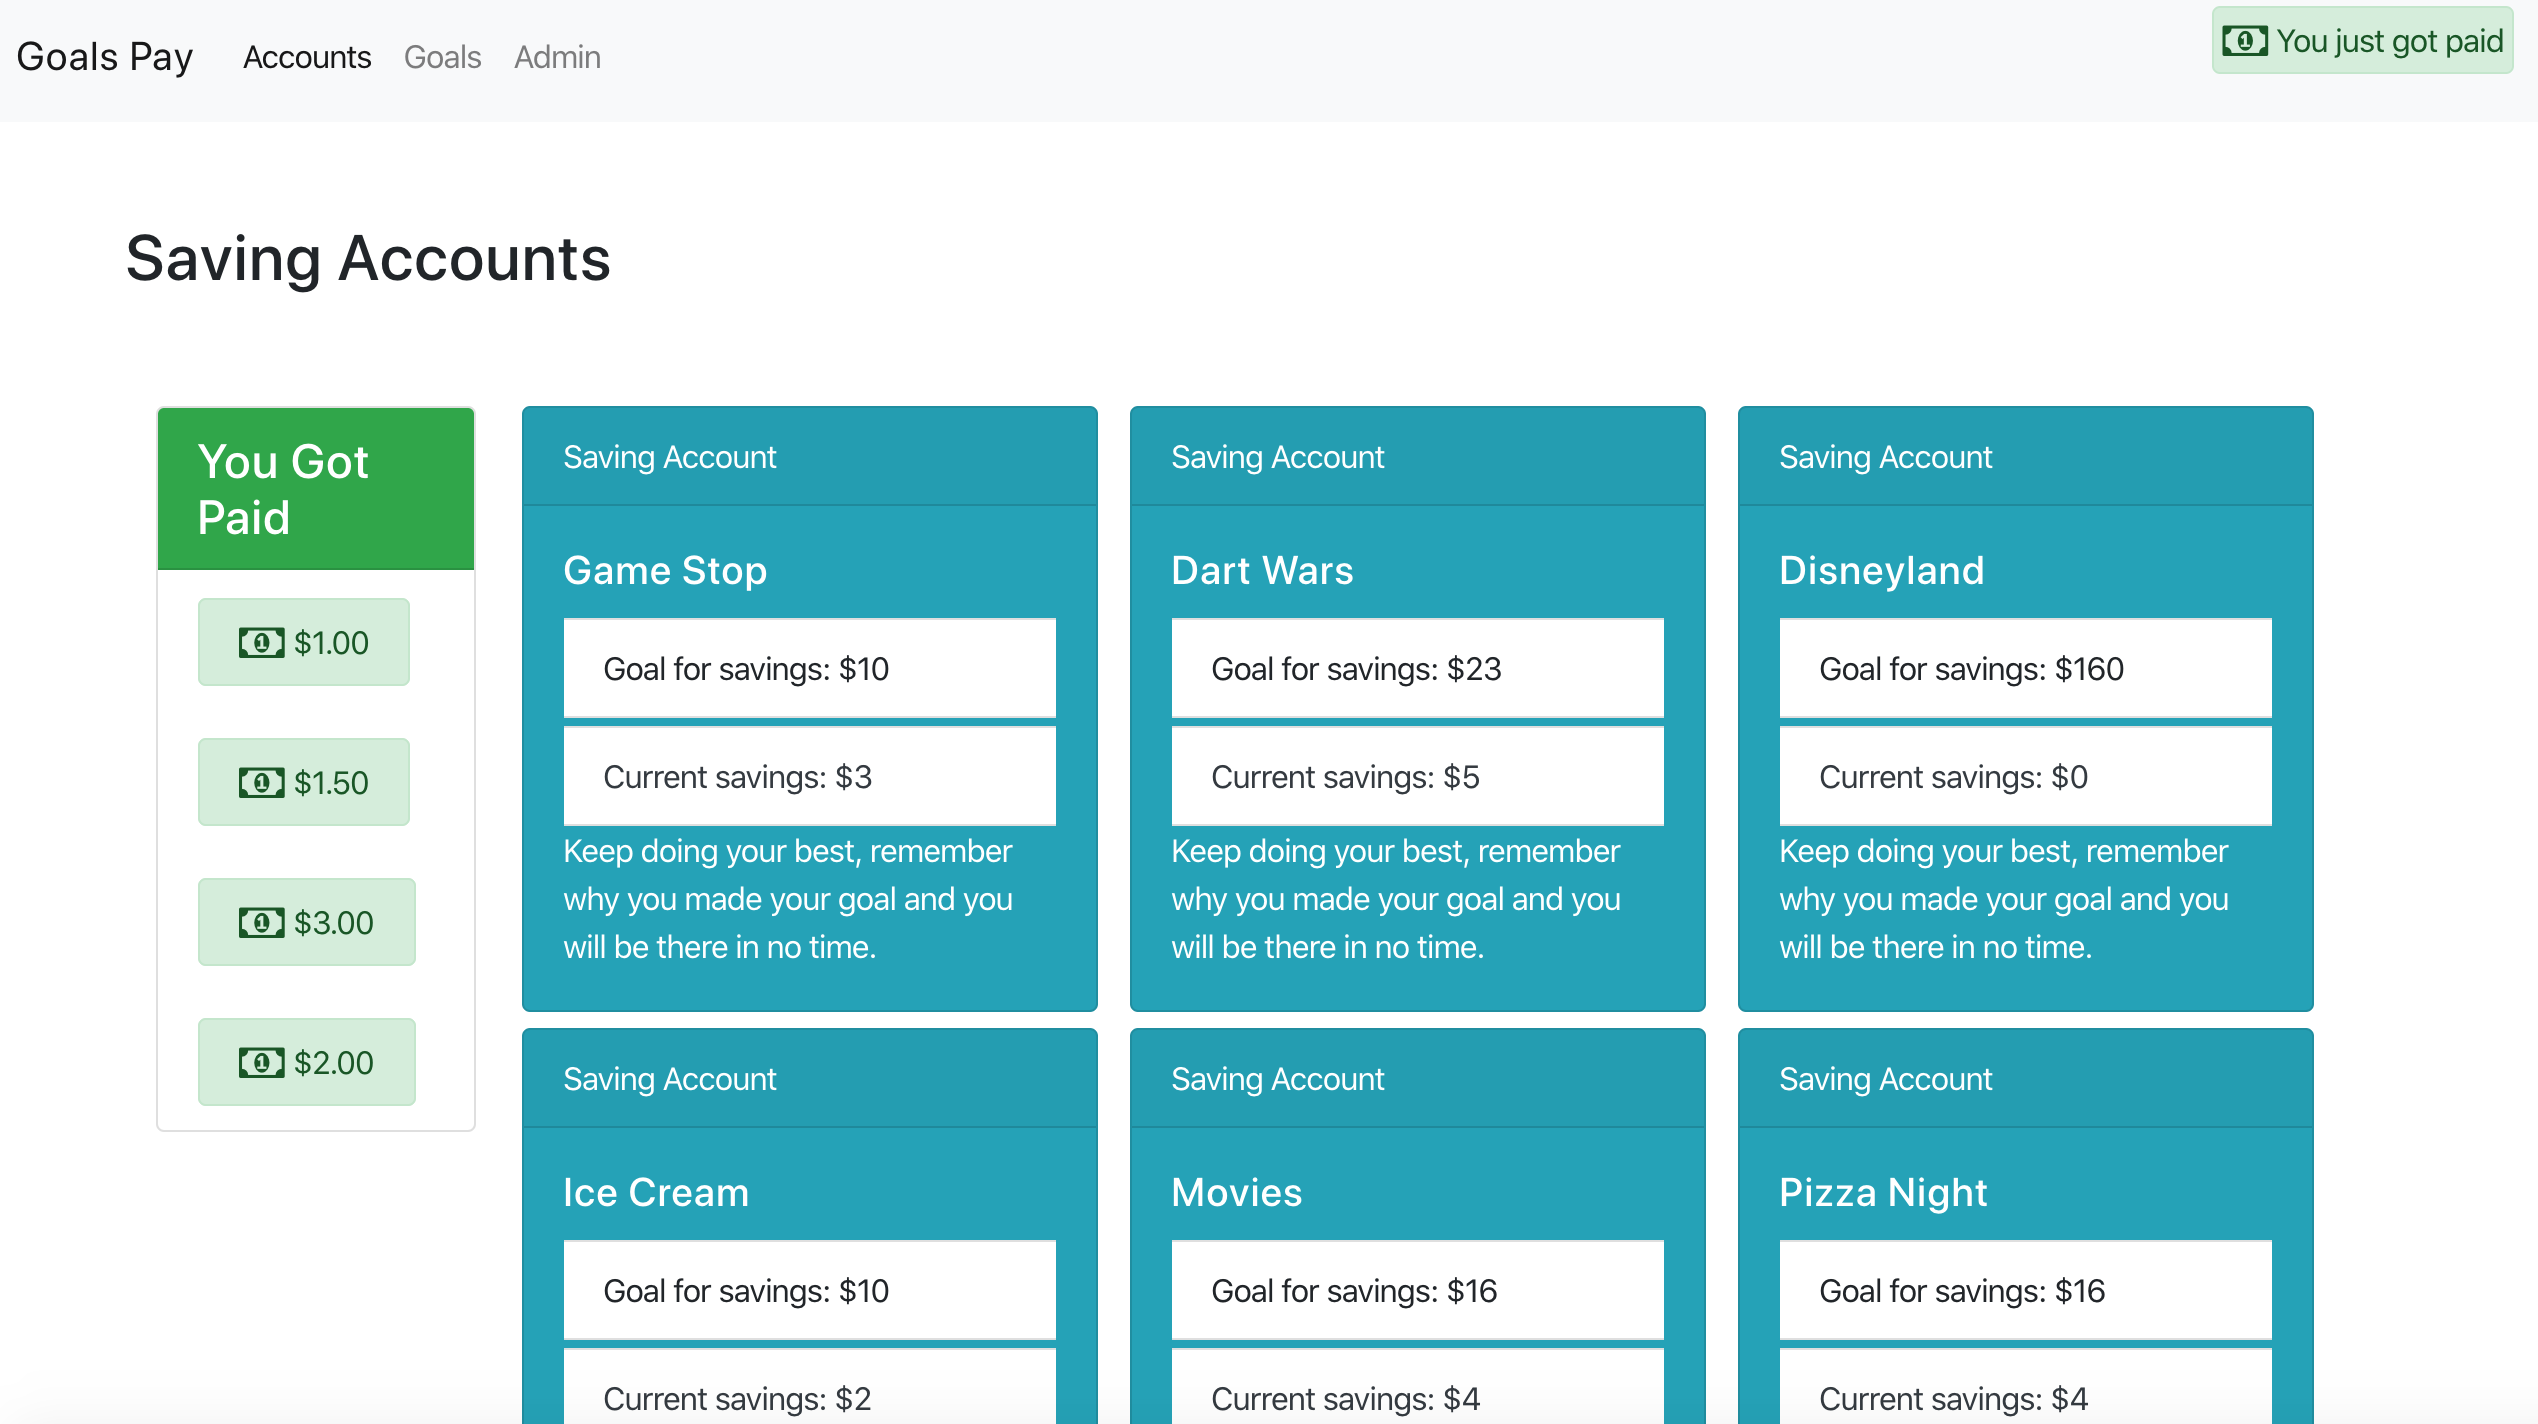 Goals Pay
Accounts
Goals
Admin
You just got paid
Saving Accounts
You Got
Paid
$1.00
$1.50
$3.00
$2.00
Saving Account
Game Stop
Goal for savings: $10
Current savings: $3
Keep doing your best, remember
why you made your goal and you
will be there in no time.
Saving Account
Dart Wars
Goal for savings: $23
Current savings: $5
Keep doing your best, remember
why you made your goal and you
will be there in no time.
Saving Account
Disneyland
Goal for savings: $160
Current savings: $0
Keep doing your best, remember
why you made your goal and you
will be there in no time.
Saving Account
Ice Cream
Goal for savings: $10
Current savings: $2
Saving Account
Movies
Goal for savings: $16
Current savings: $4
Saving Account
Pizza Night
Goal for savings: $16
Current savings: $4